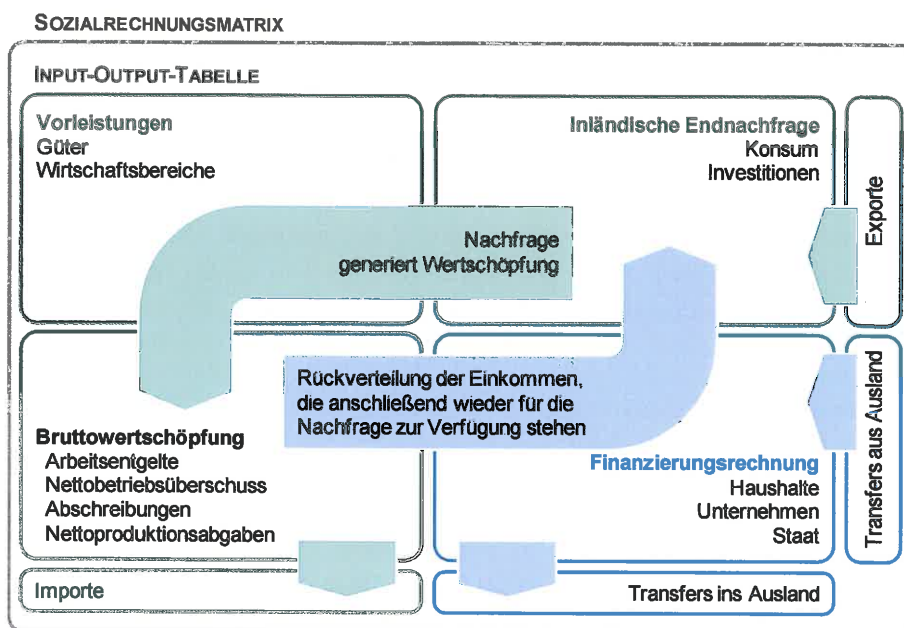 SOZIALRECHNUNGSMATRIX
INPUT-OUTPUT-TABELLE
Vorleistungen
Güter
Wirtschaftsbereiche
Inländische Endnachfrage
Konsum
Investitionen
Exporte
Nachfrage
generiert Wertschöpfung
Rückverteilung der Einkommen,
die anschließend wieder für die
Nachfrage zur Verfügung stehen
Bruttowertschöpfung
Arbeitsentgelte
Nettobetriebsüberschuss
Abschreibungen
Nettoproduktionsabgaben
Finanzierungsrechnung
Haushalte
Unternehmen
Staat
Transfers aus Ausland
Importe
Transfers ins Ausland